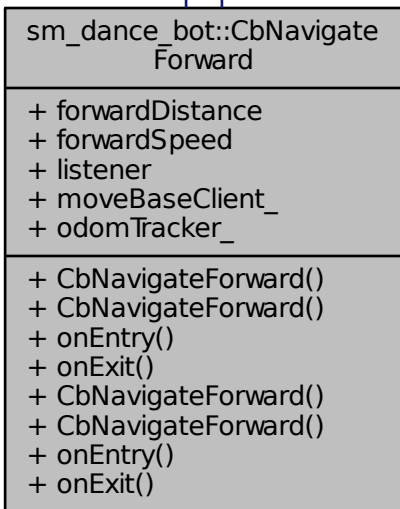 sm_dance_bot::CbNavigate
Forward
+ forwardDistance
+ forwardSpeed
+ listener
+ moveBaseClient_
+ odomTracker_
+ CbNavigateForward()
+ CbNavigateForward()
+ onEntry()
+ onExit()
+ CbNavigateForward()
+ CbNavigateForward()
+ onEntry()
+ onExit()